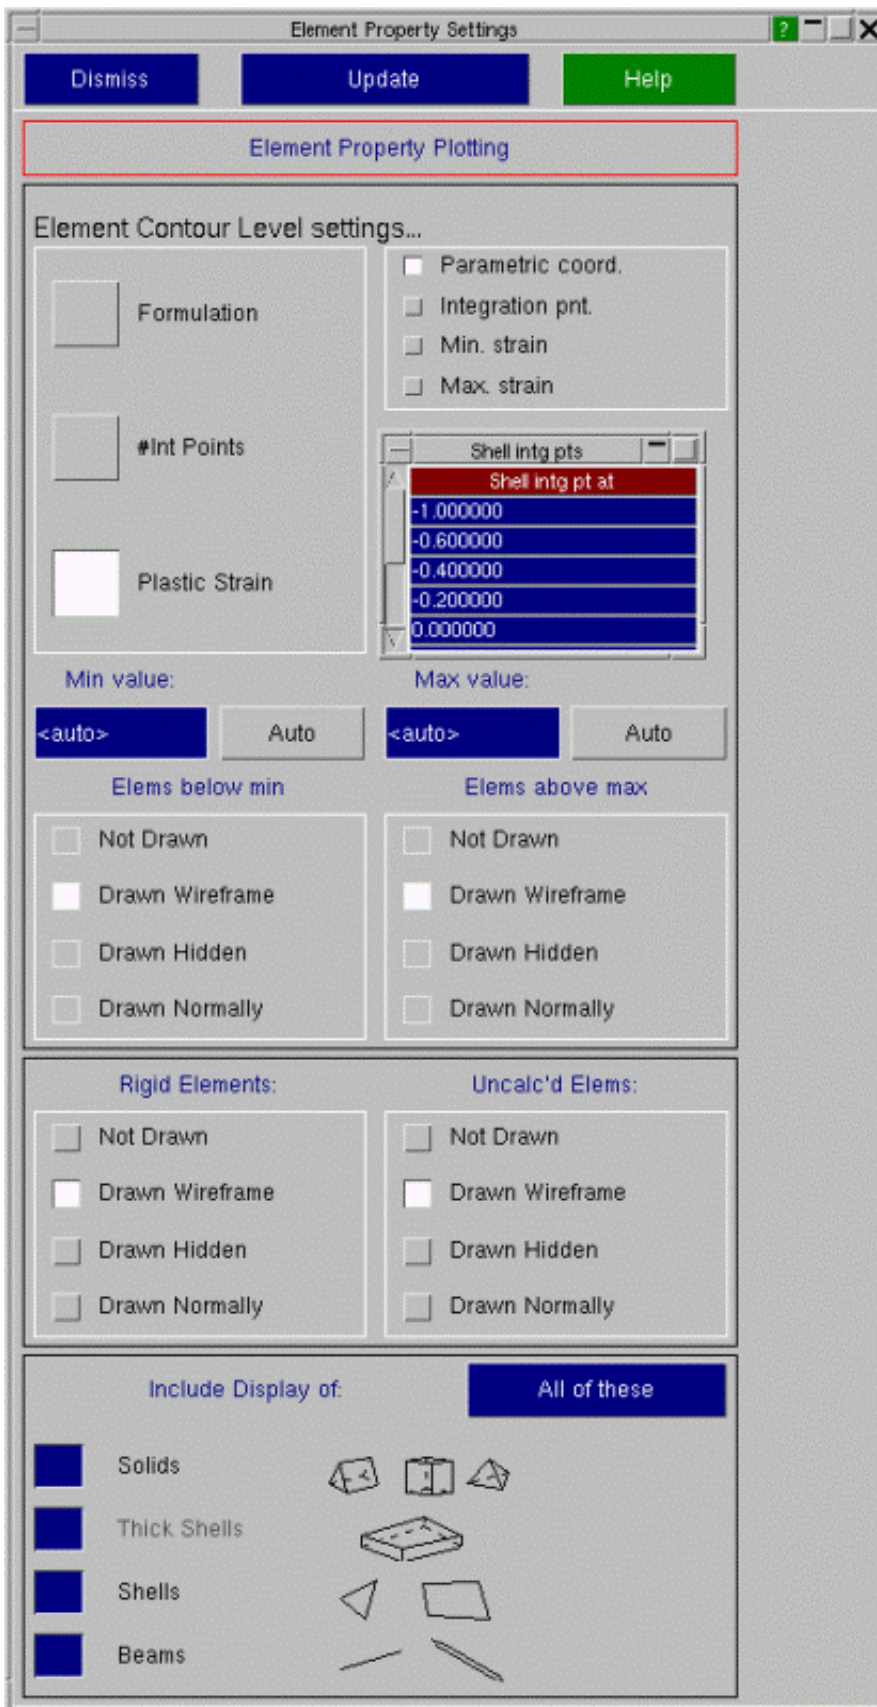 Element Property Settings
?
Dismiss
Update
Help
Element Property Plotting
Element Contour Level settings...
Formulation
#Int Points
Plastic Strain
Parametric coord.
Integration pnt.
Min. strain
Max. strain
Shell intg pts
Shell intg pt at
-1.000000
-0.600000
-0.400000
-0.200000
0.000000
Min value:
Max value:
<auto>
Auto
<auto>
Auto
Elems below min
Not Drawn
Drawn Wireframe
Drawn Hidden
Drawn Normally
Elems above max
Not Drawn
Drawn Wireframe
Drawn Hidden
Drawn Normally
Rigid Elements:
Not Drawn
Drawn Wireframe
Drawn Hidden
Drawn Normally
Uncalc'd Elems:
Not Drawn
Drawn Wireframe
Drawn Hidden
Drawn Normally
Include Display of:
All of these
Solids
Thick Shells
Shells
Beams